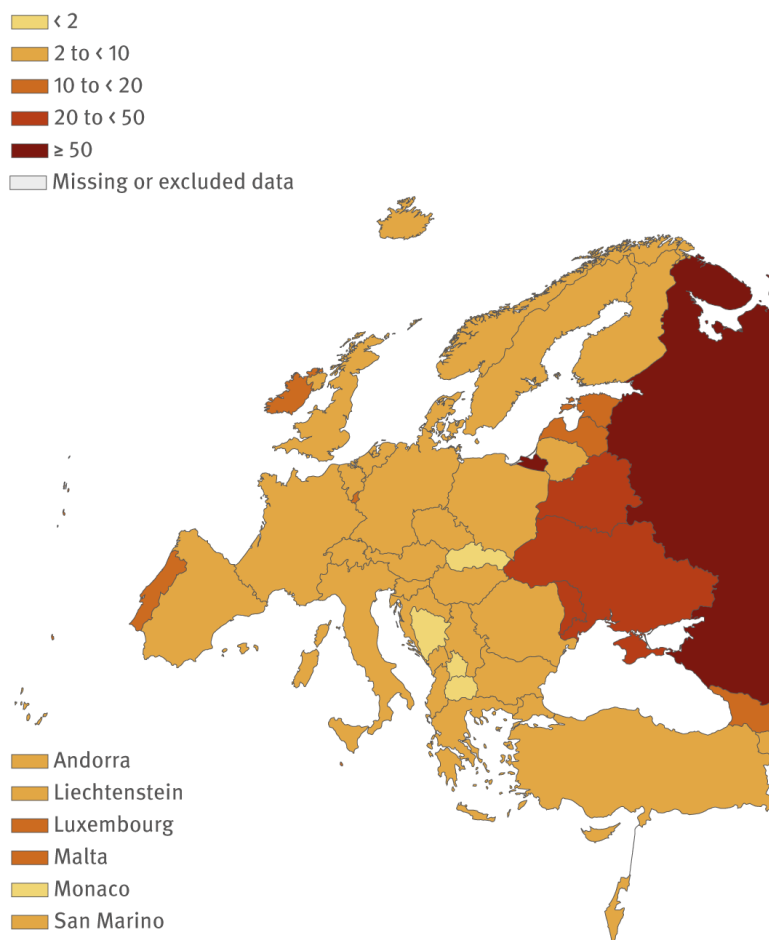 < 2
2 to < 10
10 to < 20
20 to < 50
≥ 50
Missing or excluded data
Andorra
Liechtenstein
Luxembourg
Malta
Monaco
San Marino